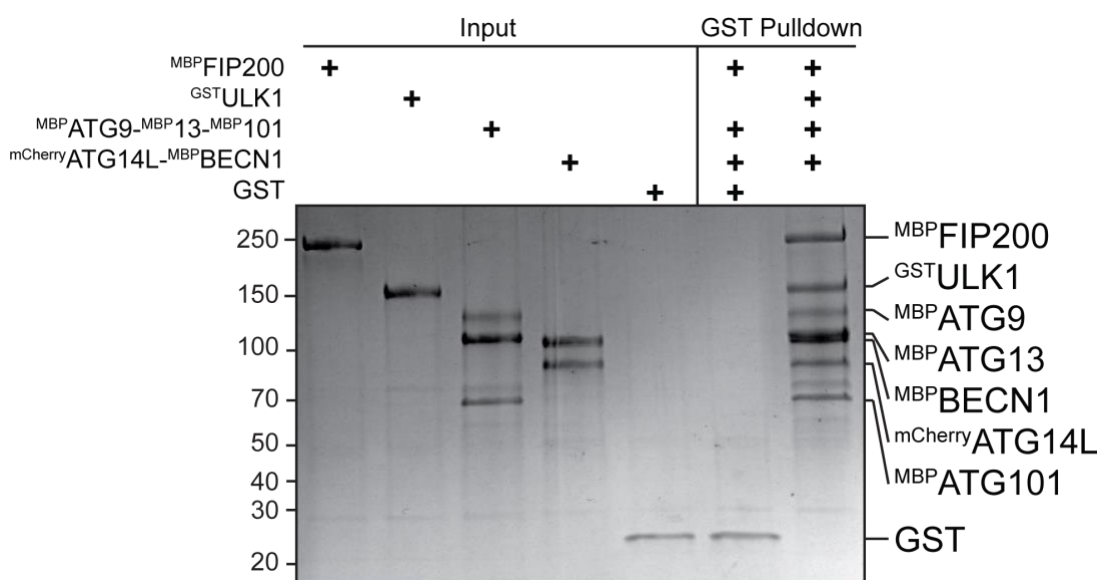 Input GST Pulldown
MBPFIP200 + + +
GSTULK1 + +
MBPATG9-MBP13-MBP101 + + +
mCherryATG14L-MBPBECN1 + + +
GST + +
250
150
100
70
50
40
30
20
MBPFIP200
GSTULK1
MBPATG9
MBPATG13
MBPBECN1
mCherryATG14L
MBPATG101
GST